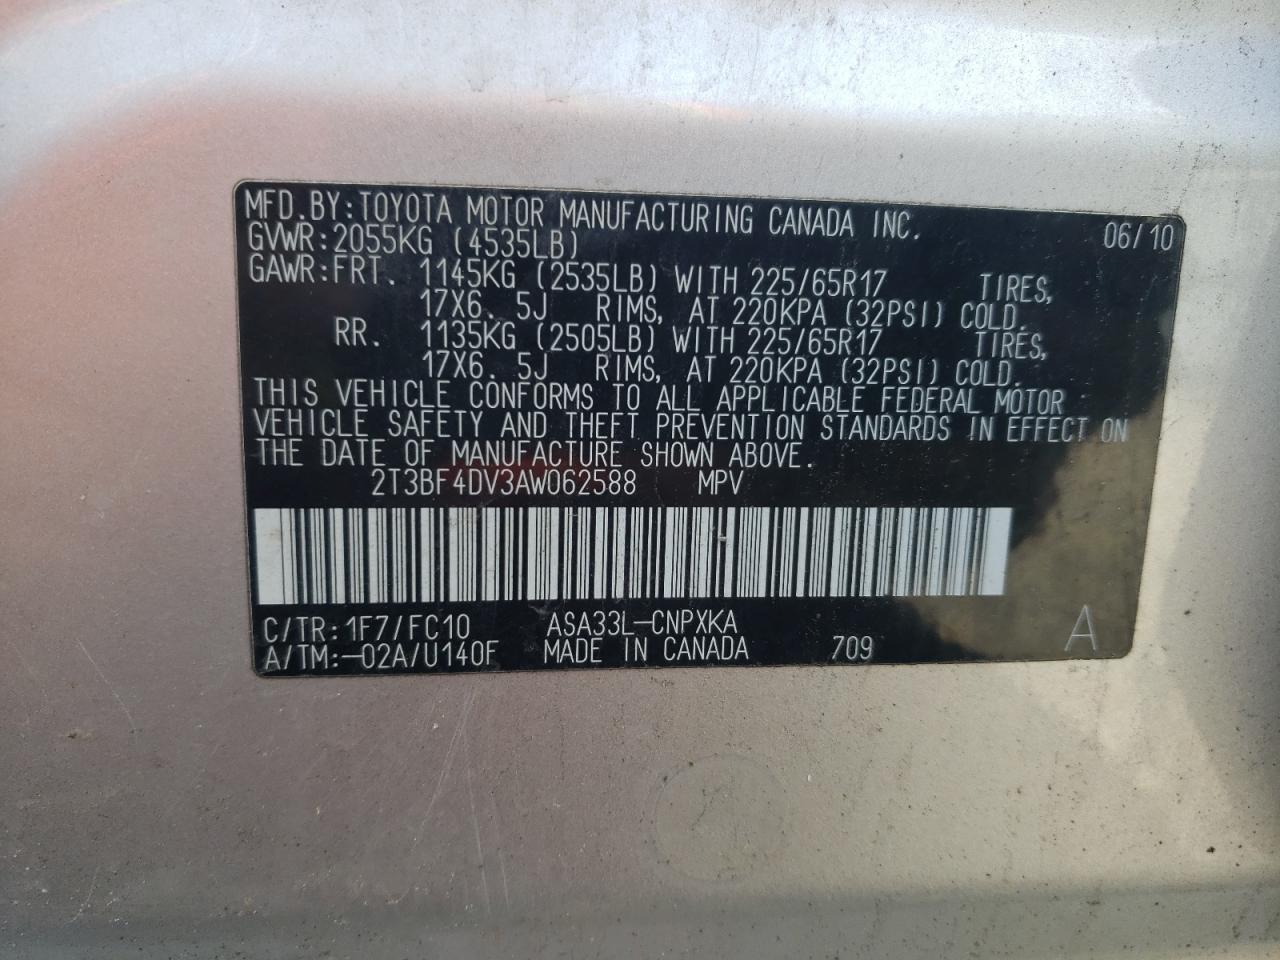 MFD.BY:TOYOTA MOTOR MANUFACTURING CANADA INC. 06/10
GVWR:2055KG (4535LB)
GAWR:FRT. 1145KG (2535LB) WITH 225/65R17 TIRES,
17X6. 5J RIMS, AT 220KPA (32PSI) COLD.
RR. 1135KG (2505LB) WITH 225/65R17 TIRES,
17X6. 5J RIMS, AT 220KPA (32PSI) COLD.
THIS VEHICLE CONFORMS TO ALL APPLICABLE FEDERAL MOTOR
VEHICLE SAFETY AND THEFT PREVENTION STANDARDS IN EFFECT ON
THE DATE OF MANUFACTURE SHOWN ABOVE.
2T3BF4DV3AW062588 MPV
C/TR:1F7/FC10 ASA33L-CNPXKA
A/TM:-02A/U140F MADE IN CANADA 709 A